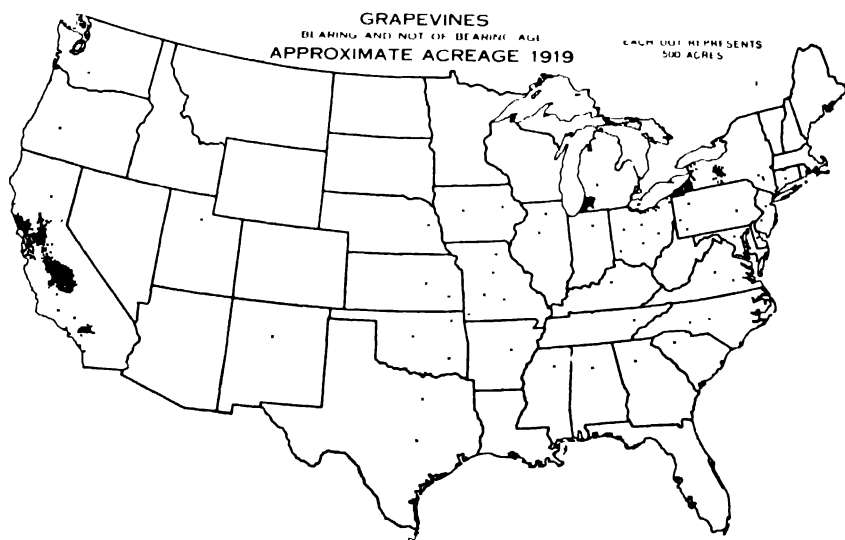 GRAPEVINES
BEARING AND NOT OF BEARING AGE
APPROXIMATE ACREAGE 1919
EACH DOT REPRESENTS
500 ACRES